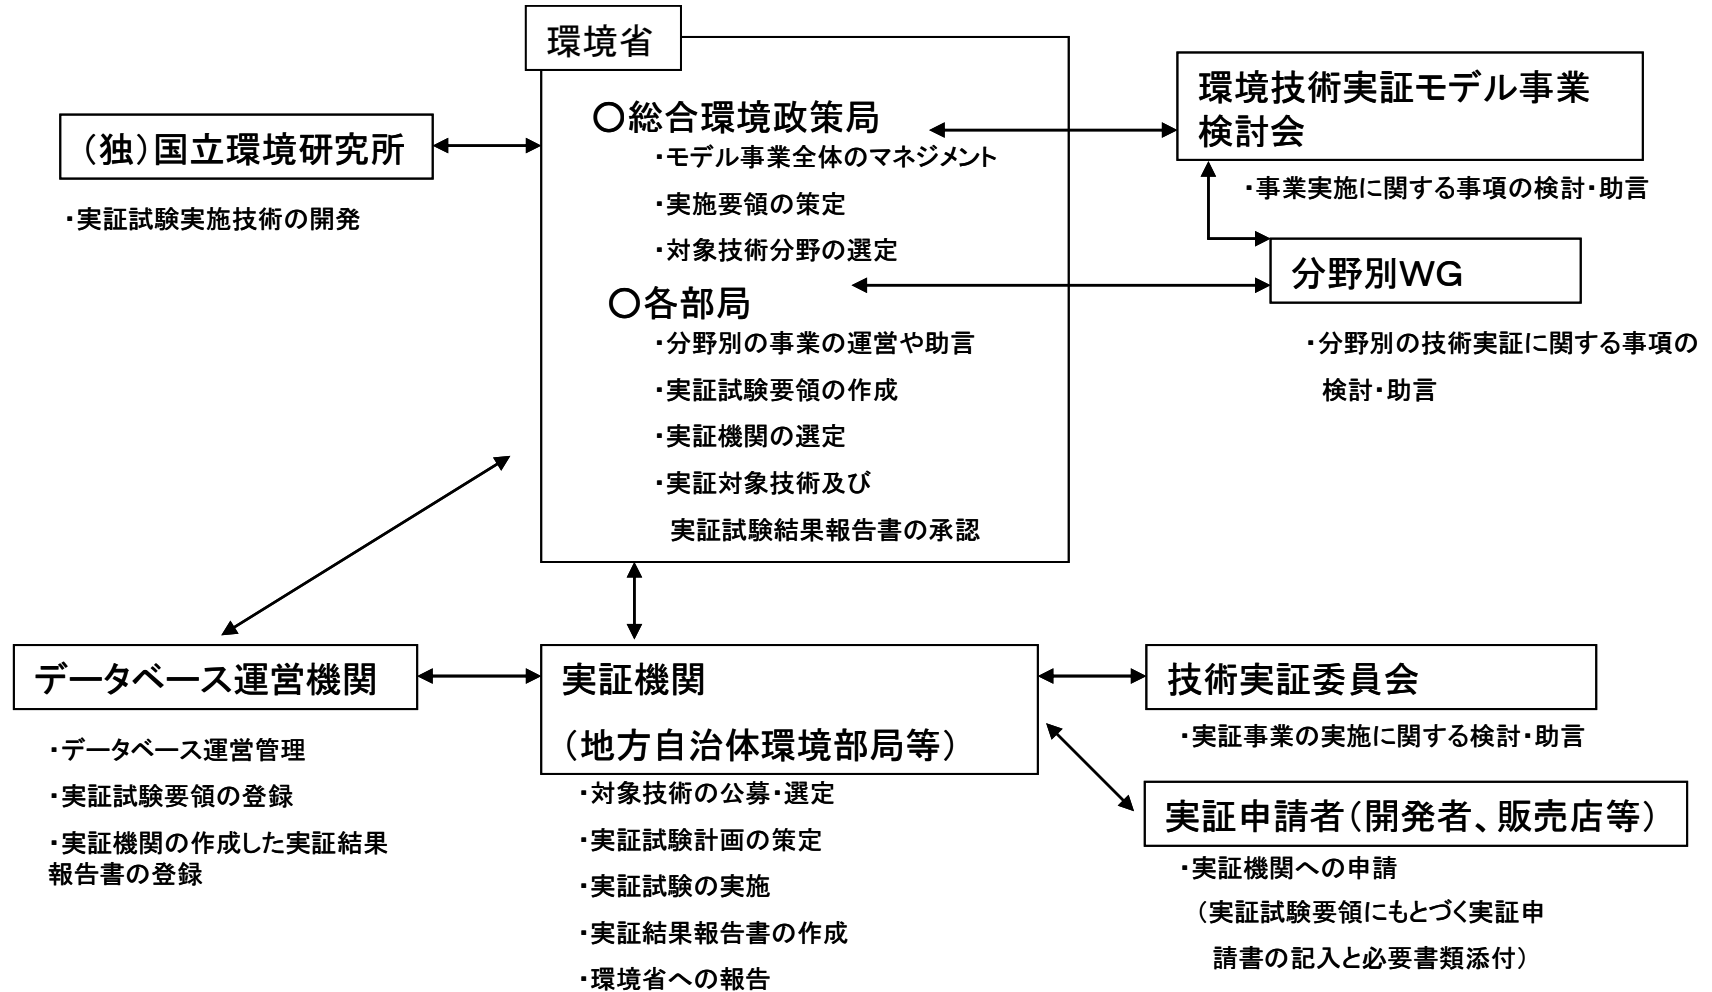 環境省
○総合環境政策局
・モデル事業全体のマネジメント
・実施要領の策定
・対象技術分野の選定
○各部局
・分野別の事業の運営や助言
・実証試験要領の作成
・実証機関の選定
・実証対象技術及び
実証試験結果報告書の承認
（独）国立環境研究所
・実証試験実施技術の開発
環境技術実証モデル事業
検討会
・事業実施に関する事項の検討・助言
分野別WG
・分野別の技術実証に関する事項の
検討・助言
データベース運営機関
・データベース運営管理
・実証試験要領の登録
・実証機関の作成した実証結果
報告書の登録
実証機関
（地方自治体環境部局等）
・対象技術の公募・選定
・実証試験計画の策定
・実証試験の実施
・実証結果報告書の作成
・環境省への報告
技術実証委員会
・実証事業の実施に関する検討・助言
実証申請者（開発者、販売店等）
・実証機関への申請
（実証試験要領にもとづく実証申
請書の記入と必要書類添付）